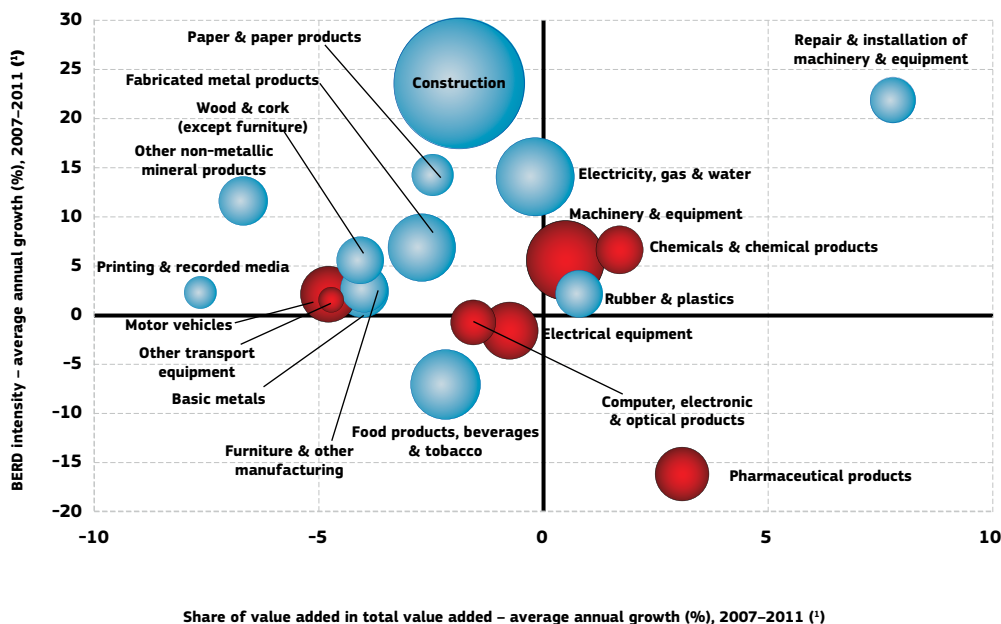 30
25
20
15
10
5
0
−5
−10
−15
−20
BERD intensity – average annual growth (%), 2007–2011 (¹)
Paper & paper products
Fabricated metal products
Wood & cork
(except furniture)
Other non-metallic
mineral products
Printing & recorded media
Motor vehicles
Other transport
equipment
Basic metals
Furniture & other
manufacturing
Construction
Repair & installation of
machinery & equipment
Electricity, gas & water
Machinery & equipment
Chemicals & chemical products
Rubber & plastics
Electrical equipment
Computer, electronic
& optical products
Food products, beverages
& tobacco
Pharmaceutical products
-10
-5
0
5
10
Share of value added in total value added – average annual growth (%), 2007–2011 (¹)